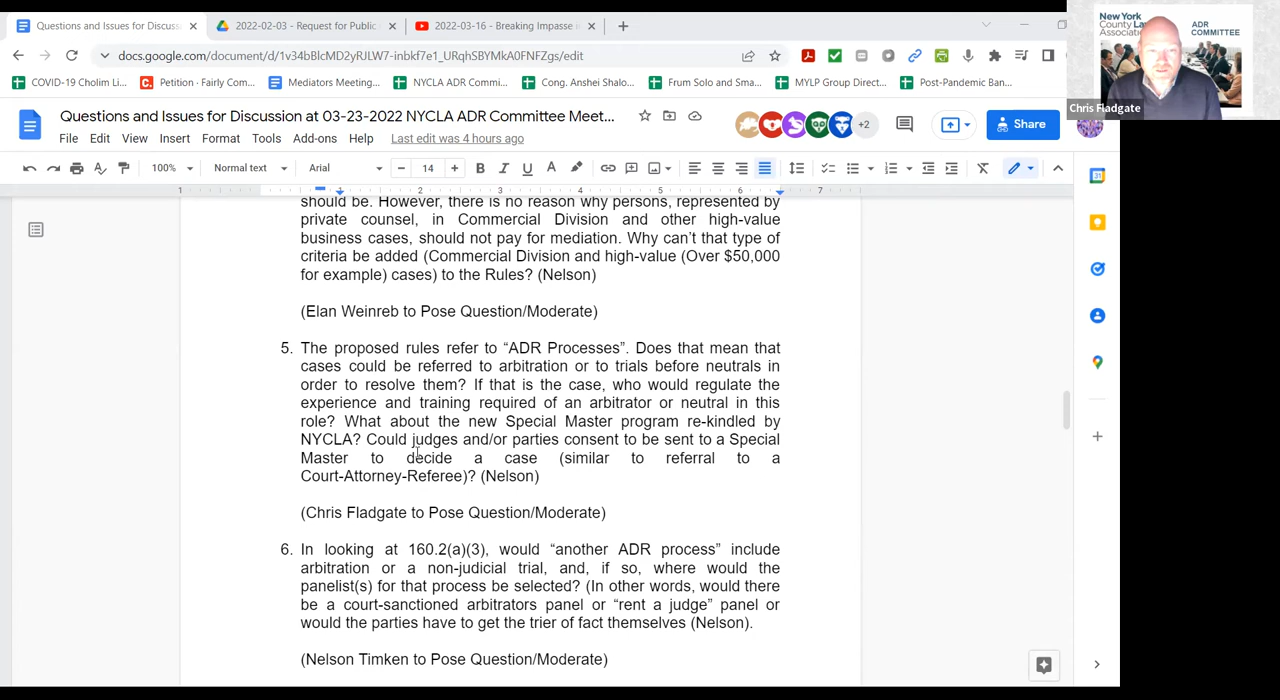 Questions and Issues for Discuss
2022-02-03 - Request for Public
2022-03-16 - Breaking Impasse i
docs.google.com/document/d/1v34bBlcMD2yRJLW7-inbkf7e1_URqhSBYMkA0FNFZgs/edit
COVID-19 Cholim Li...
Petition · Fairly Com...
Mediators Meeting...
NYCLA ADR Commi...
Cong. Anshei Shalo...
Frum Solo and Sma...
MYLP Group Direct...
Post-Pandemic Ban...
New York
County La
Associatio
ADR
COMMITTEE
Chris Fladgate
Questions and Issues for Discussion at 03-23-2022 NYCLA ADR Committee Meet...
File Edit View Insert Format Tools Add-ons Help Last edit was 4 hours ago
+2
Share
100% Normal text Arial 14
1 1 2 3 4 5 6 7
should be. However, there is no reason why persons, represented by
private counsel, in Commercial Division and other high-value
business cases, should not pay for mediation. Why can't that type of
criteria be added (Commercial Division and high-value (Over $50,000
for example) cases) to the Rules? (Nelson)
(Elan Weinreb to Pose Question/Moderate)
5. The proposed rules refer to “ADR Processes”. Does that mean that
cases could be referred to arbitration or to trials before neutrals in
order to resolve them? If that is the case, who would regulate the
experience and training required of an arbitrator or neutral in this
role? What about the new Special Master program re-kindled by
NYCLA? Could judges and/or parties consent to be sent to a Special
Master to decide a case (similar to referral to a
Court-Attorney-Referee)? (Nelson)
(Chris Fladgate to Pose Question/Moderate)
6. In looking at 160.2(a)(3), would “another ADR process” include
arbitration or a non-judicial trial, and, if so, where would the
panelist(s) for that process be selected? (In other words, would there
be a court-sanctioned arbitrators panel or “rent a judge” panel or
would the parties have to get the trier of fact themselves (Nelson).
(Nelson Timken to Pose Question/Moderate)